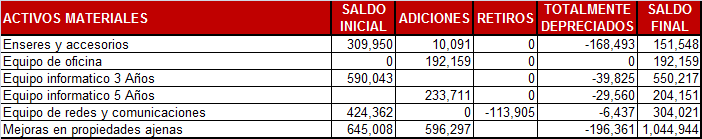 ACTIVOS MATERIALES SALDO INICIAL ADICIONES RETIROS TOTALMENTE DEPRECIADOS SALDO FINAL
Enseres y accesorios 309,950 10,091 0 -168,493 151,548
Equipo de oficina 0 192,159 0 0 192,159
Equipo informatico 3 Años 590,043 0 -39,825 550,217
Equipo informatico 5 Años 233,711 0 -29,560 204,151
Equipo de redes y comunicaciones 424,362 0 -113,905 -6,437 304,021
Mejoras en propiedades ajenas 645,008 596,297 -196,361 1,044,944